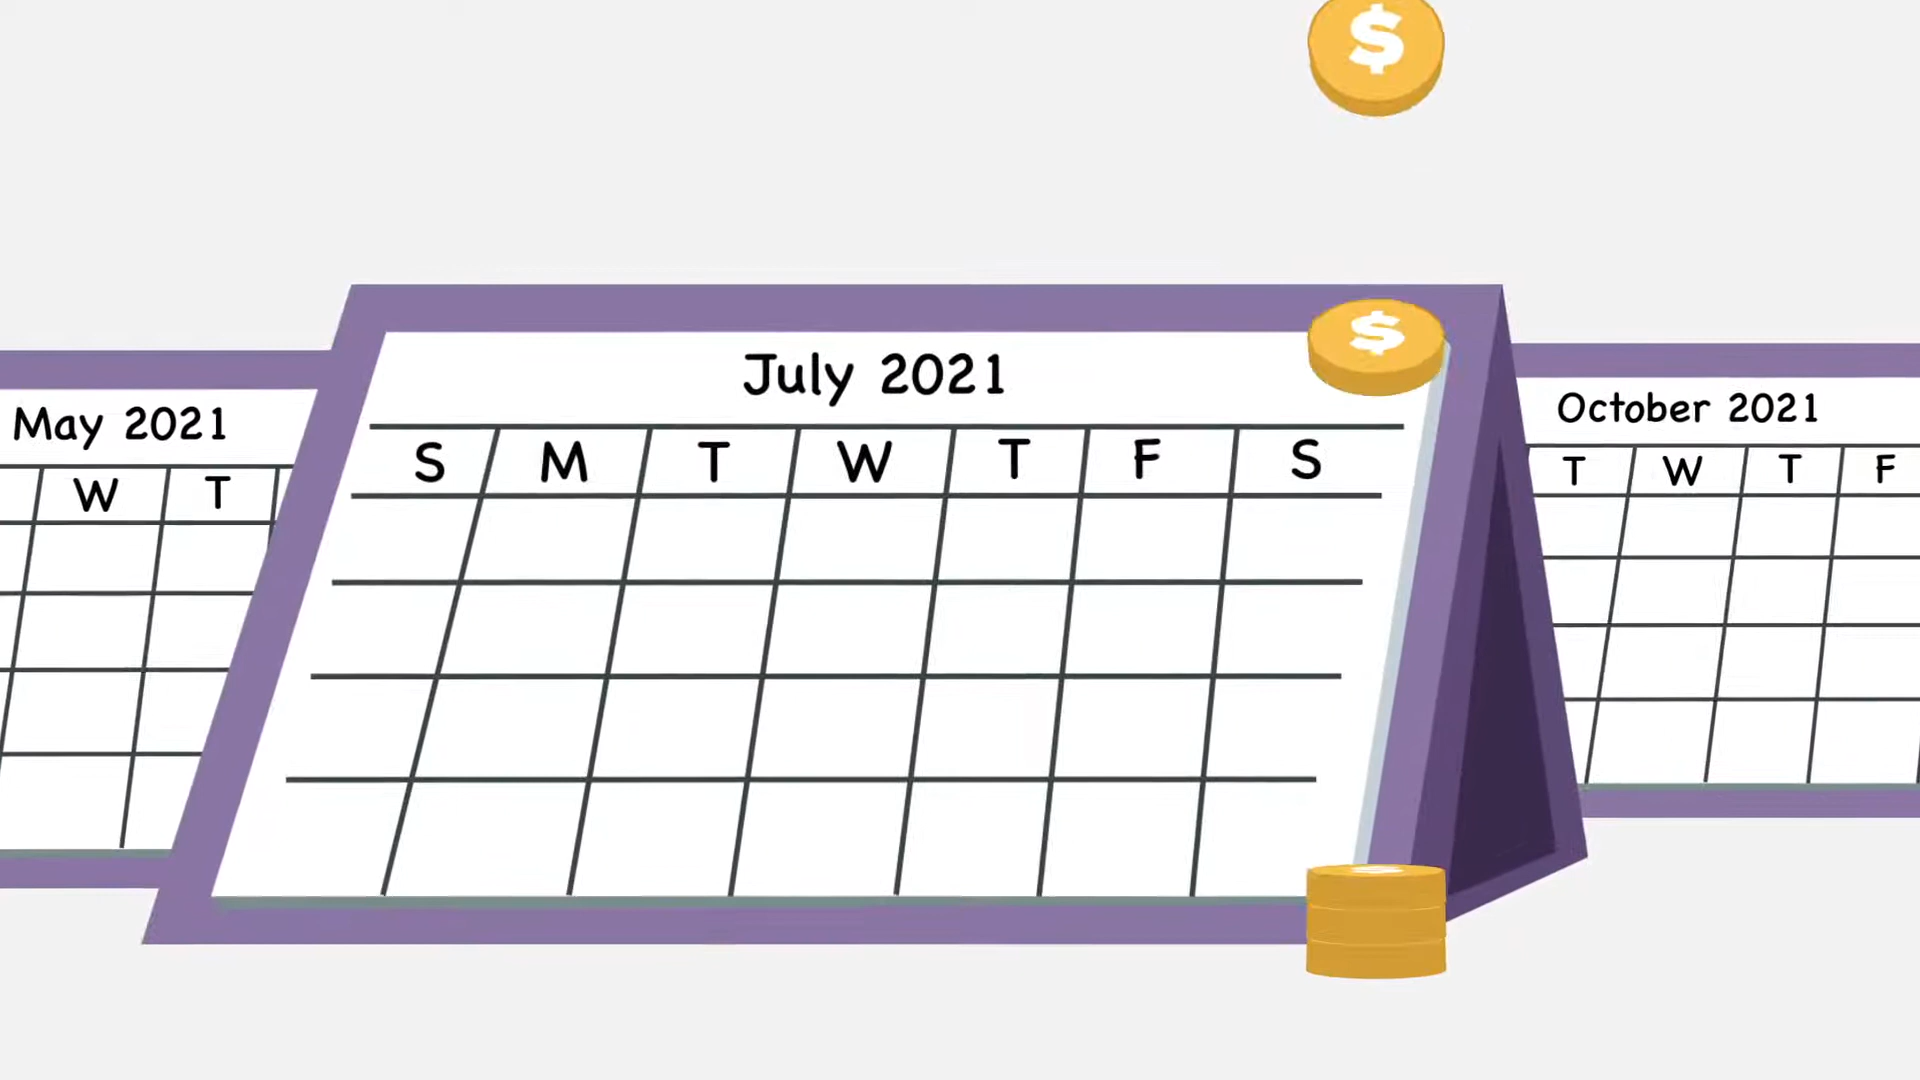 $
$
July 2021
S M T W T F S
May 2021
W T
October 2021
T W T F